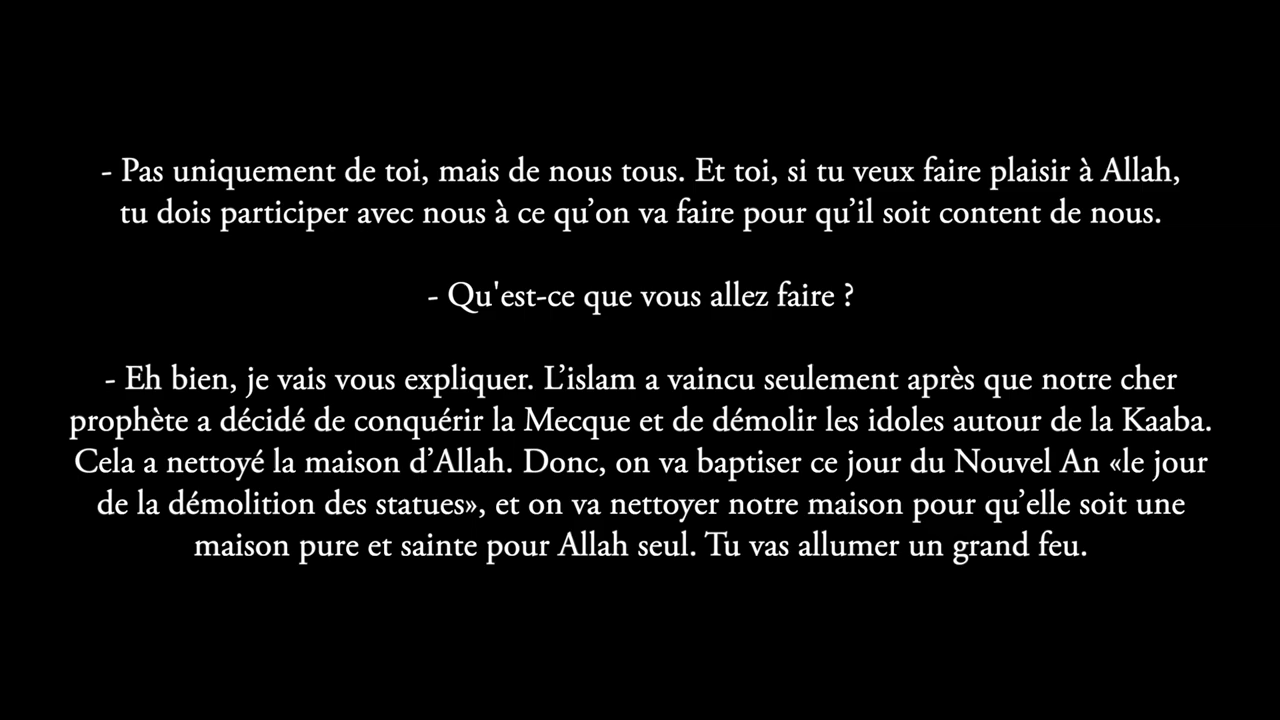 - Pas uniquement de toi, mais de nous tous. Et toi, si tu veux faire plaisir à Allah,
tu dois participer avec nous à ce qu’on va faire pour qu’il soit content de nous.
- Qu'est-ce que vous allez faire ?
- Eh bien, je vais vous expliquer. L’islam a vaincu seulement après que notre cher
prophète a décidé de conquérir la Mecque et de démolir les idoles autour de la Kaaba.
Cela a nettoyé la maison d’Allah. Donc, on va baptiser ce jour du Nouvel An «le jour
de la démolition des statues», et on va nettoyer notre maison pour qu’elle soit une
maison pure et sainte pour Allah seul. Tu vas allumer un grand feu.